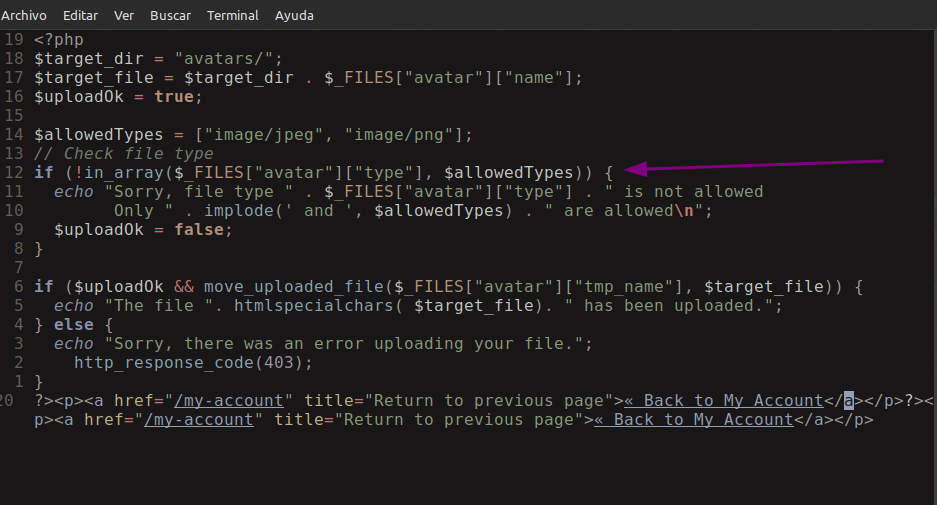 Archivo Editar Ver Buscar Terminal Ayuda
19 <?php
18 $target_dir = "avatars/";
17 $target_file = $target_dir . $_FILES["avatar"]["name"];
16 $uploadOk = true;
15
14 $allowedTypes = ["image/jpeg", "image/png"];
13 // Check file type
12 if (!in_array($_FILES["avatar"]["type"], $allowedTypes)) {
11   echo "Sorry, file type " . $_FILES["avatar"]["type"] . " is not allowed
10         Only " . implode(' and ', $allowedTypes) . " are allowed\n";
9   $uploadOk = false;
8 }
7
6 if ($uploadOk && move_uploaded_file($_FILES["avatar"]["tmp_name"], $target_file)) {
5   echo "The file ". htmlspecialchars( $target_file). " has been uploaded.";
4 } else {
3   echo "Sorry, there was an error uploading your file.";
2     http_response_code(403);
1 }
20 ?><p><a href="/my-account" title="Return to previous page">« Back to My Account</a></p>?><
p><a href="/my-account" title="Return to previous page">« Back to My Account</a></p>